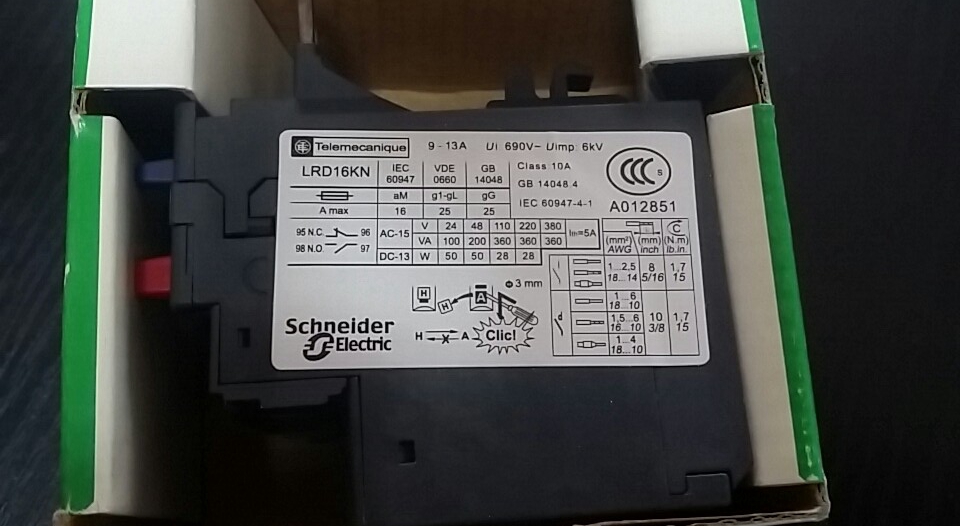 Telemecanique 9 - 13A Ui 690V~ Uimp 6kV
LRD16KN IEC 60947 VDE 0660 GB 14048
Class 10A
GB 14048.4
IEC 60947-4-1
CCC S
A012851
aM g1-gL gG
A max 16 25 25
95 N.C. 96
98 N.O. 97
AC-15 V 24 48 110 220 380 Ith=5A
VA 100 200 360 360 360
DC-13 W 50 50 28 28
(mm²) AWG (mm) inch C (N.m) lb.in.
1...2,5 8 1,7
18...14 5/16 15
1...6
18...10
d 1,5...6 10 1,7
16...10 3/8 15
1...4
18...10
Φ 3 mm
H H A
H X A Clic!
Schneider
Electric